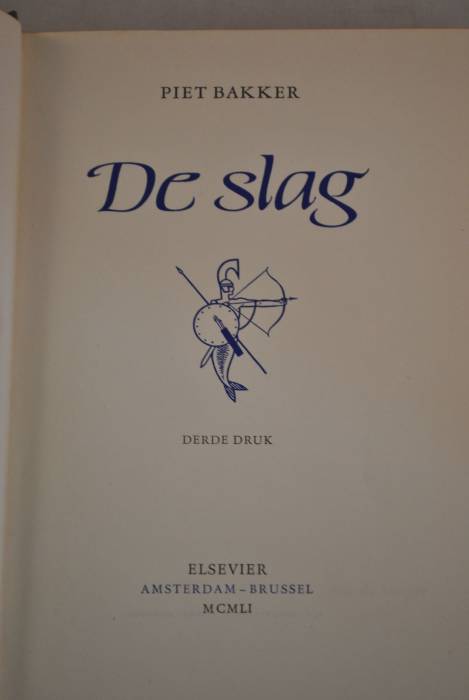 PIET BAKKER
De slag
DERDE DRUK
ELSEVIER
AMSTERDAM – BRUSSEL
MCMLI